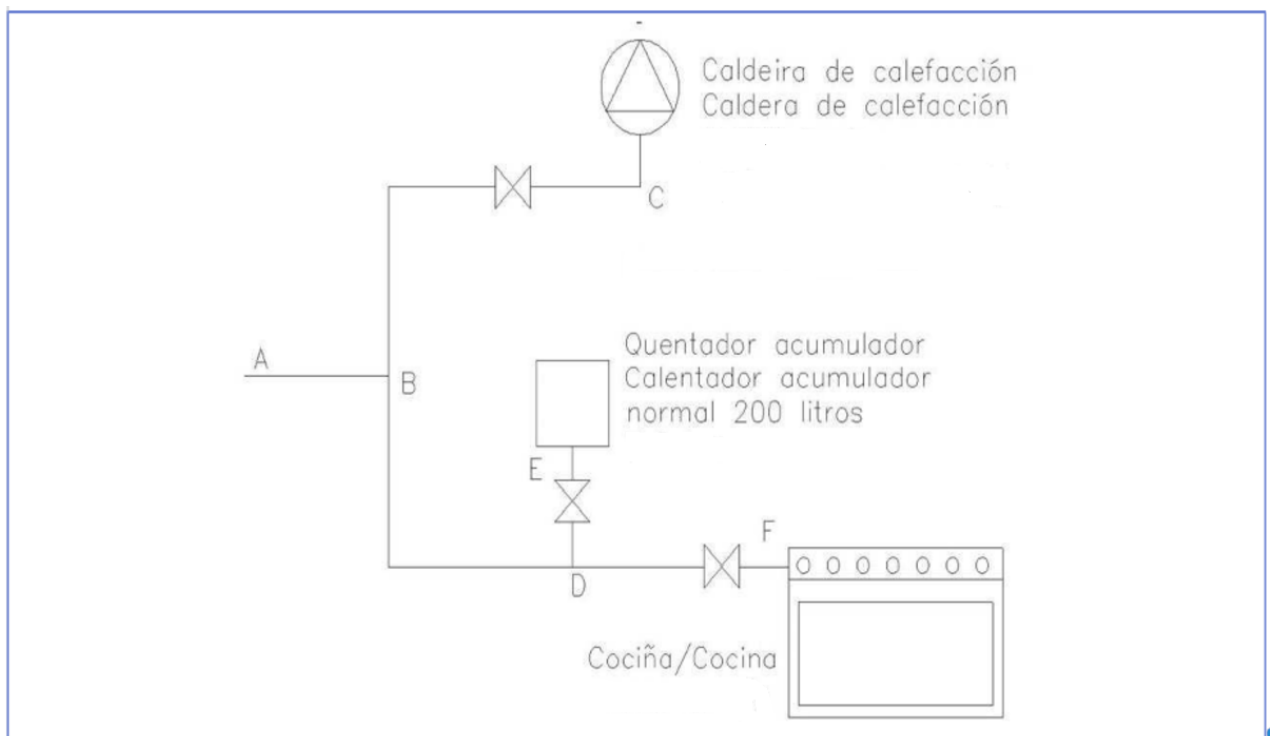 Caldeira de calefacción
Caldera de calefacción
C
A
B
Quentador acumulador
Calentador acumulador
normal 200 litros
E
F
D
Cociña/Cocina